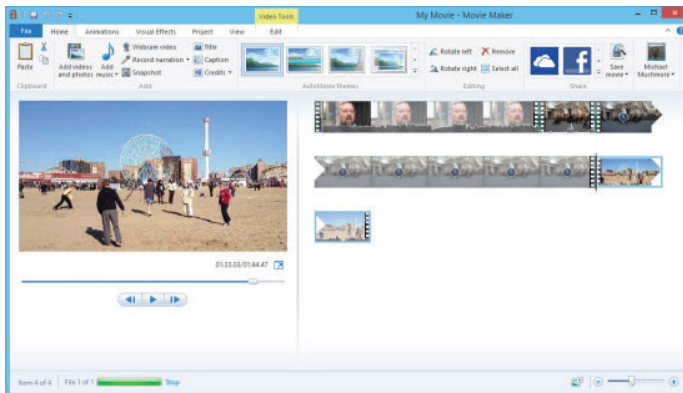 Video Tools
My Movie - Movie Maker
File Home Animations Visual Effects Project View Edit
Paste
Add videos and photos
Add music
Webcam video
Record narration
Snapshot
Title
Caption
Credits
Rotate left
Rotate right
Remove
Select all
Save movie
Michael Muchmore
Clipboard Add AutoMovie themes Editing Share
01:33.03/01:44.47
Item 4 of 4 File 1 of 1 Stop